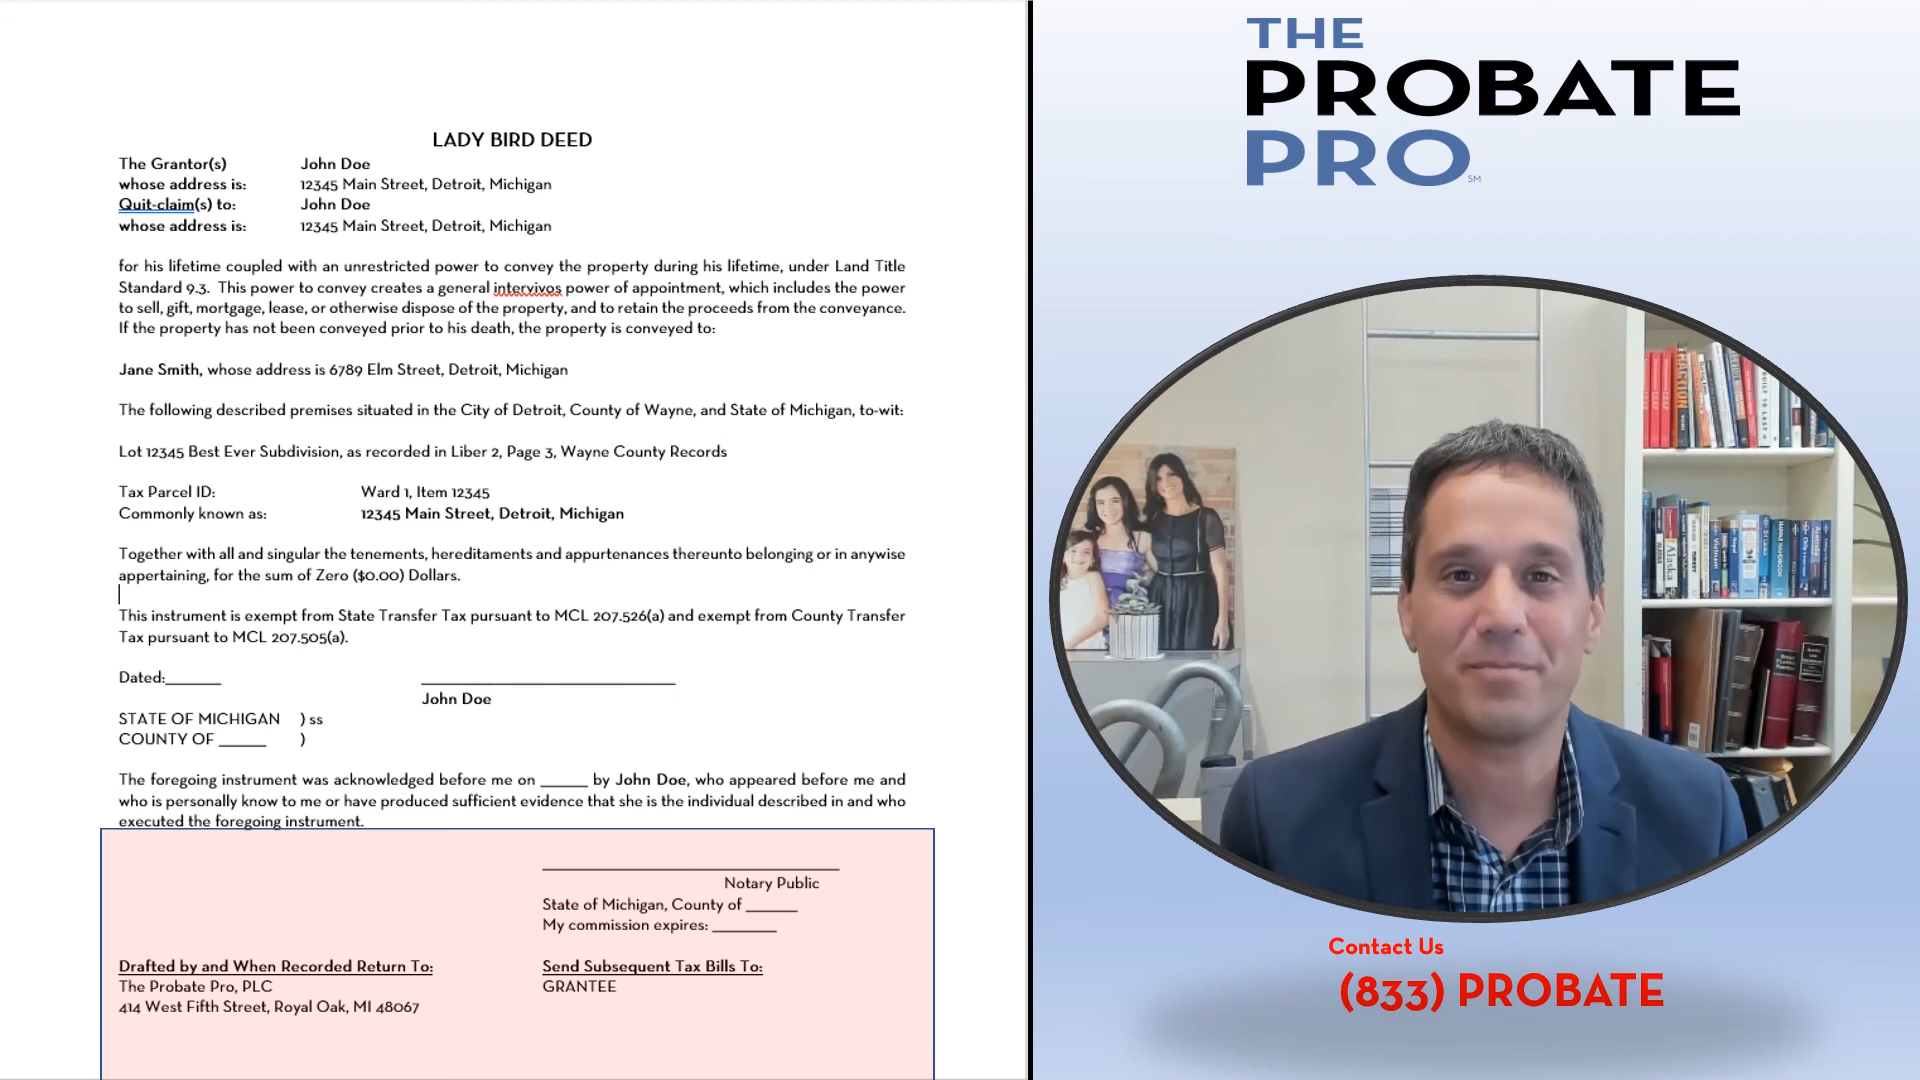 LADY BIRD DEED
The Grantor(s) John Doe
whose address is: 12345 Main Street, Detroit, Michigan
Quit-claim(s) to: John Doe
whose address is: 12345 Main Street, Detroit, Michigan
for his lifetime coupled with an unrestricted power to convey the property during his lifetime, under Land Title
Standard 9.3. This power to convey creates a general intervivos power of appointment, which includes the power
to sell, gift, mortgage, lease, or otherwise dispose of the property, and to retain the proceeds from the conveyance.
If the property has not been conveyed prior to his death, the property is conveyed to:
Jane Smith, whose address is 6789 Elm Street, Detroit, Michigan
The following described premises situated in the City of Detroit, County of Wayne, and State of Michigan, to-wit:
Lot 12345 Best Ever Subdivision, as recorded in Liber 2, Page 3, Wayne County Records
Tax Parcel ID: Ward 1, Item 12345
Commonly known as: 12345 Main Street, Detroit, Michigan
Together with all and singular the tenements, hereditaments and appurtenances thereunto belonging or in anywise
appertaining, for the sum of Zero ($0.00) Dollars.
This instrument is exempt from State Transfer Tax pursuant to MCL 207.526(a) and exempt from County Transfer
Tax pursuant to MCL 207.505(a).
Dated:_______
John Doe
STATE OF MICHIGAN ) ss
COUNTY OF ______ )
The foregoing instrument was acknowledged before me on ______ by John Doe, who appeared before me and
who is personally know to me or have produced sufficient evidence that she is the individual described in and who
executed the foregoing instrument.
Notary Public
State of Michigan, County of ______
My commission expires: ________
Drafted by and When Recorded Return To: Send Subsequent Tax Bills To:
The Probate Pro, PLC GRANTEE
414 West Fifth Street, Royal Oak, MI 48067
THE
PROBATE
PRO SM
Alaska
Vietnam
Contact Us
(833) PROBATE